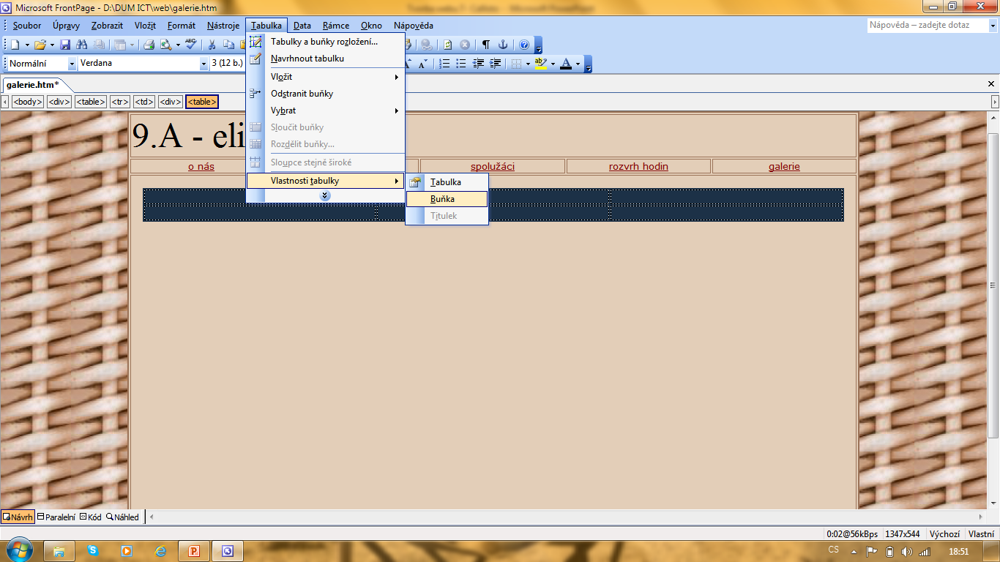 Microsoft FrontPage - D:\DUM ICT\web\galerie.htm
Soubor Úpravy Zobrazit Vložit Formát Nástroje Tabulka Data Rámce Okno Nápověda
Nápověda – zadejte dotaz
Normální Verdana 3 (12 b.)
galerie.htm*
<body> <div> <table> <tr> <td> <div> <table>
Tabulky a buňky rozložení...
Navrhnout tabulku
Vložit
Odstranit buňky
Vybrat
Sloučit buňky
Rozdělit buňky...
Sloupce stejně široké
Vlastnosti tabulky
Tabulka
Buňka
Titulek
9.A - eli
o nás spolužáci rozvrh hodin galerie
Návrh Paralelní Kód Náhled
0:02@56kBps 1347x544 Výchozí Vlastní
CS 18:51